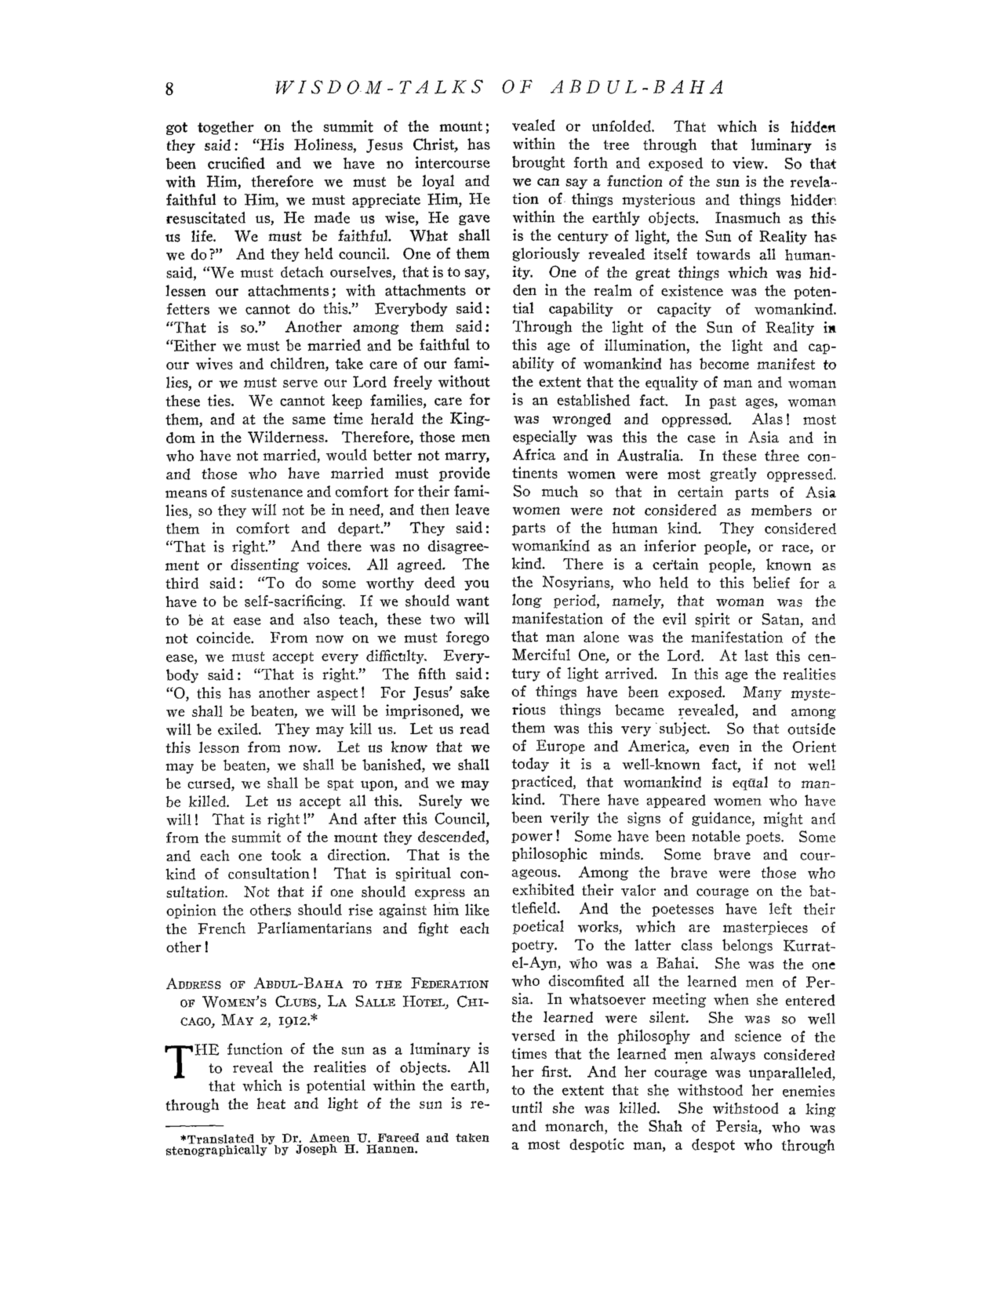 8 WISDOM-TALKS OF ABDUL-BAHA
got together on the summit of the mount;
they said: "His Holiness, Jesus Christ, has
been crucified and we have no intercourse
with Him, therefore we must be loyal and
faithful to Him, we must appreciate Him, He
resuscitated us, He made us wise, He gave
us life. We must be faithful. What shall
we do?" And they held council. One of them
said, "We must detach ourselves, that is to say,
lessen our attachments; with attachments or
fetters we cannot do this." Everybody said:
"That is so." Another among them said:
"Either we must be married and be faithful to
our wives and children, take care of our fami-
lies, or we must serve our Lord freely without
these ties. We cannot keep families, care for
them, and at the same time herald the King-
dom in the Wilderness. Therefore, those men
who have not married, would better not marry,
and those who have married must provide
means of sustenance and comfort for their fami-
lies, so they will not be in need, and then leave
them in comfort and depart." They said:
"That is right." And there was no disagree-
ment or dissenting voices. All agreed. The
third said: "To do some worthy deed you
have to be self-sacrificing. If we should want
to be at ease and also teach, these two will
not coincide. From now on we must forego
ease, we must accept every difficulty. Every-
body said: "That is right." The fifth said:
"O, this has another aspect! For Jesus' sake
we shall be beaten, we will be imprisoned, we
will be exiled. They may kill us. Let us read
this lesson from now. Let us know that we
may be beaten, we shall be banished, we shall
be cursed, we shall be spat upon, and we may
be killed. Let us accept all this. Surely we
will! That is right!" And after this Council,
from the summit of the mount they descended,
and each one took a direction. That is the
kind of consultation! That is spiritual con-
sultation. Not that if one should express an
opinion the others should rise against him like
the French Parliamentarians and fight each
other!
ADDRESS OF ABDUL-BAHA TO THE FEDERATION
OF WOMEN'S CLUBS, LA SALLE HOTEL, CHI-
CAGO, MAY 2, 1912.*
THE function of the sun as a luminary is
to reveal the realities of objects. All
that which is potential within the earth,
through the heat and light of the sun is re-
*Translated by Dr. Ameen U. Fareed and taken
stenographically by Joseph H. Hannen.
vealed or unfolded. That which is hidden
within the tree through that luminary is
brought forth and exposed to view. So that
we can say a function of the sun is the revela-
tion of things mysterious and things hidden
within the earthly objects. Inasmuch as this
is the century of light, the Sun of Reality has
gloriously revealed itself towards all human-
ity. One of the great things which was hid-
den in the realm of existence was the poten-
tial capability or capacity of womankind.
Through the light of the Sun of Reality in
this age of illumination, the light and cap-
ability of womankind has become manifest to
the extent that the equality of man and woman
is an established fact. In past ages, woman
was wronged and oppressed. Alas! most
especially was this the case in Asia and in
Africa and in Australia. In these three con-
tinents women were most greatly oppressed.
So much so that in certain parts of Asia
women were not considered as members or
parts of the human kind. They considered
womankind as an inferior people, or race, or
kind. There is a certain people, known as
the Nosyrians, who held to this belief for a
long period, namely, that woman was the
manifestation of the evil spirit or Satan, and
that man alone was the manifestation of the
Merciful One, or the Lord. At last this cen-
tury of light arrived. In this age the realities
of things have been exposed. Many myste-
rious things became revealed, and among
them was this very subject. So that outside
of Europe and America, even in the Orient
today it is a well-known fact, if not well
practiced, that womankind is equal to man-
kind. There have appeared women who have
been verily the signs of guidance, might and
power! Some have been notable poets. Some
philosophic minds. Some brave and cour-
ageous. Among the brave were those who
exhibited their valor and courage on the bat-
tlefield. And the poetesses have left their
poetical works, which are masterpieces of
poetry. To the latter class belongs Kurrat-
el-Ayn, who was a Bahai. She was the one
who discomfited all the learned men of Per-
sia. In whatsoever meeting when she entered
the learned were silent. She was so well
versed in the philosophy and science of the
times that the learned men always considered
her first. And her courage was unparalleled,
to the extent that she withstood her enemies
until she was killed. She withstood a king
and monarch, the Shah of Persia, who was
a most despotic man, a despot who through